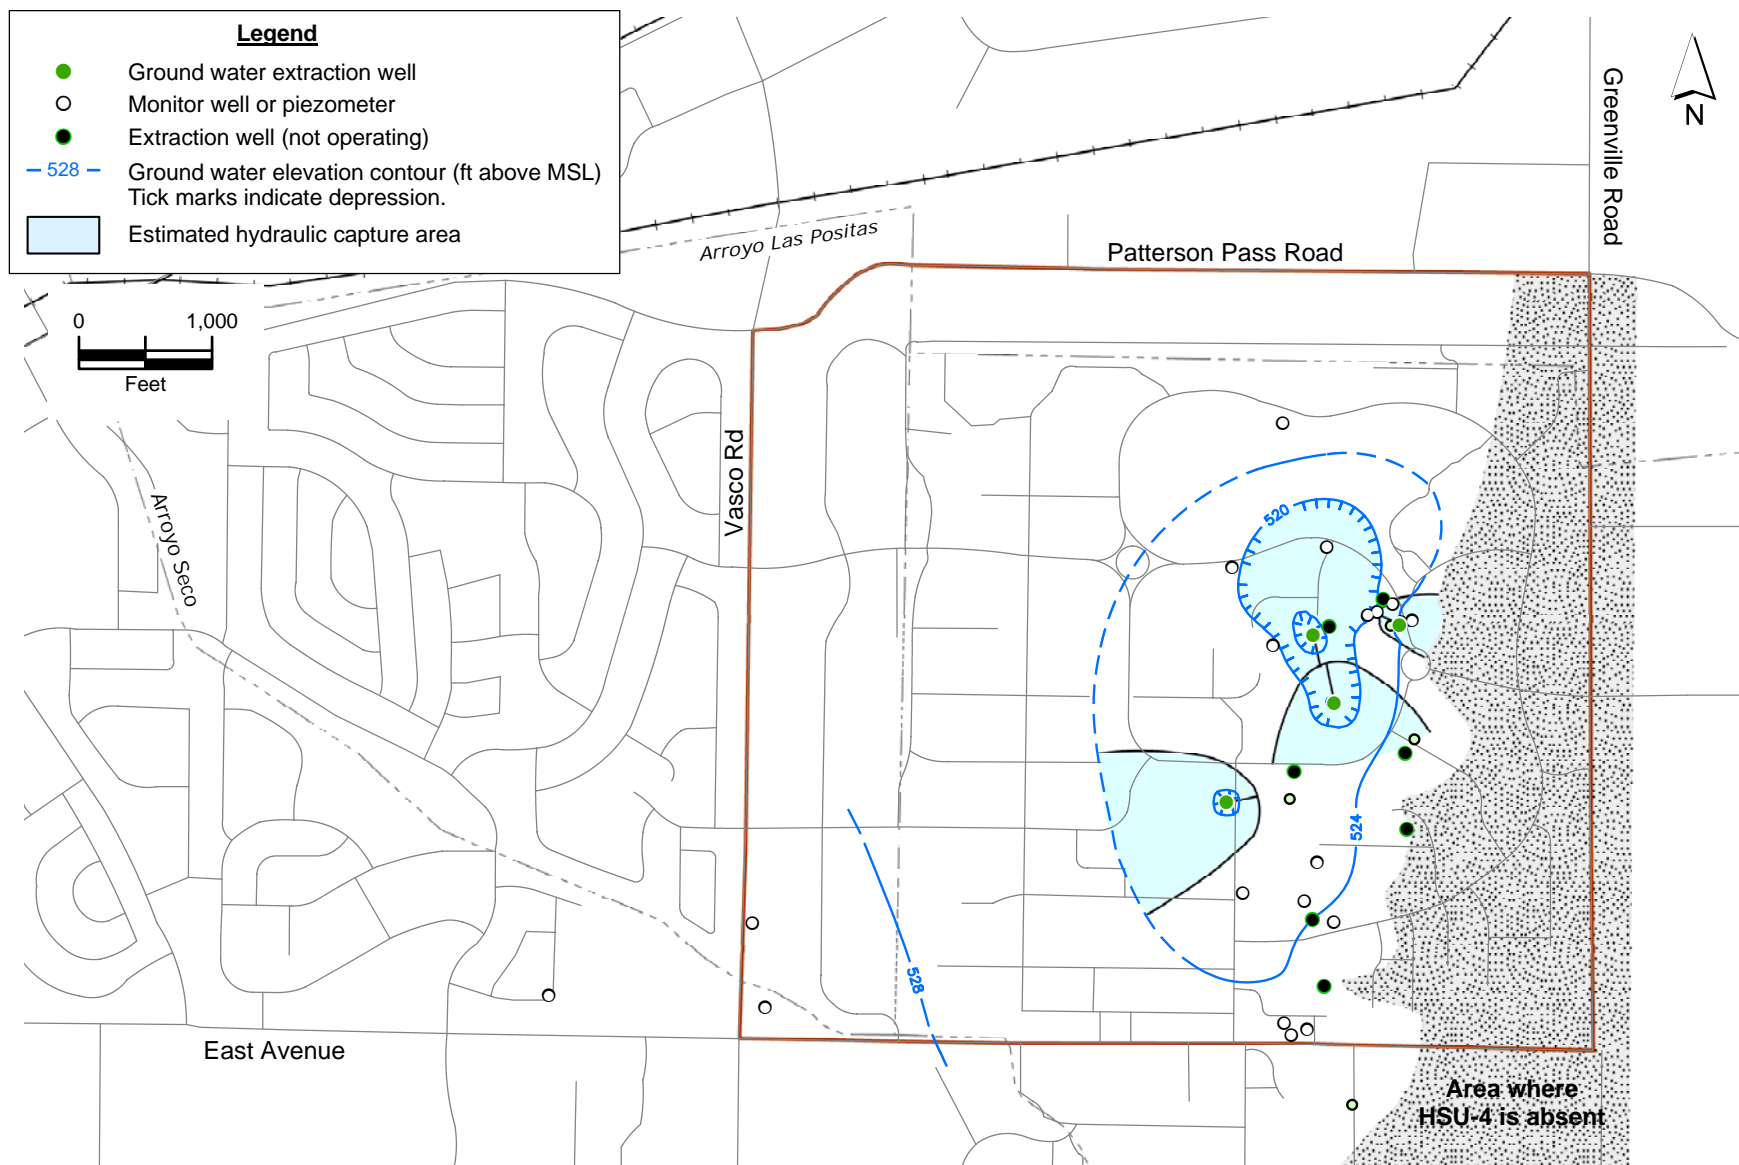 Legend
Ground water extraction well
Monitor well or piezometer
Extraction well (not operating)
528
Ground water elevation contour (ft above MSL)
Tick marks indicate depression.
Estimated hydraulic capture area
0 1,000
Feet
N
Greenville Road
Patterson Pass Road
Arroyo Las Positas
Vasco Rd
Arroyo Seco
520
524
528
East Avenue
Area where
HSU-4 is absent